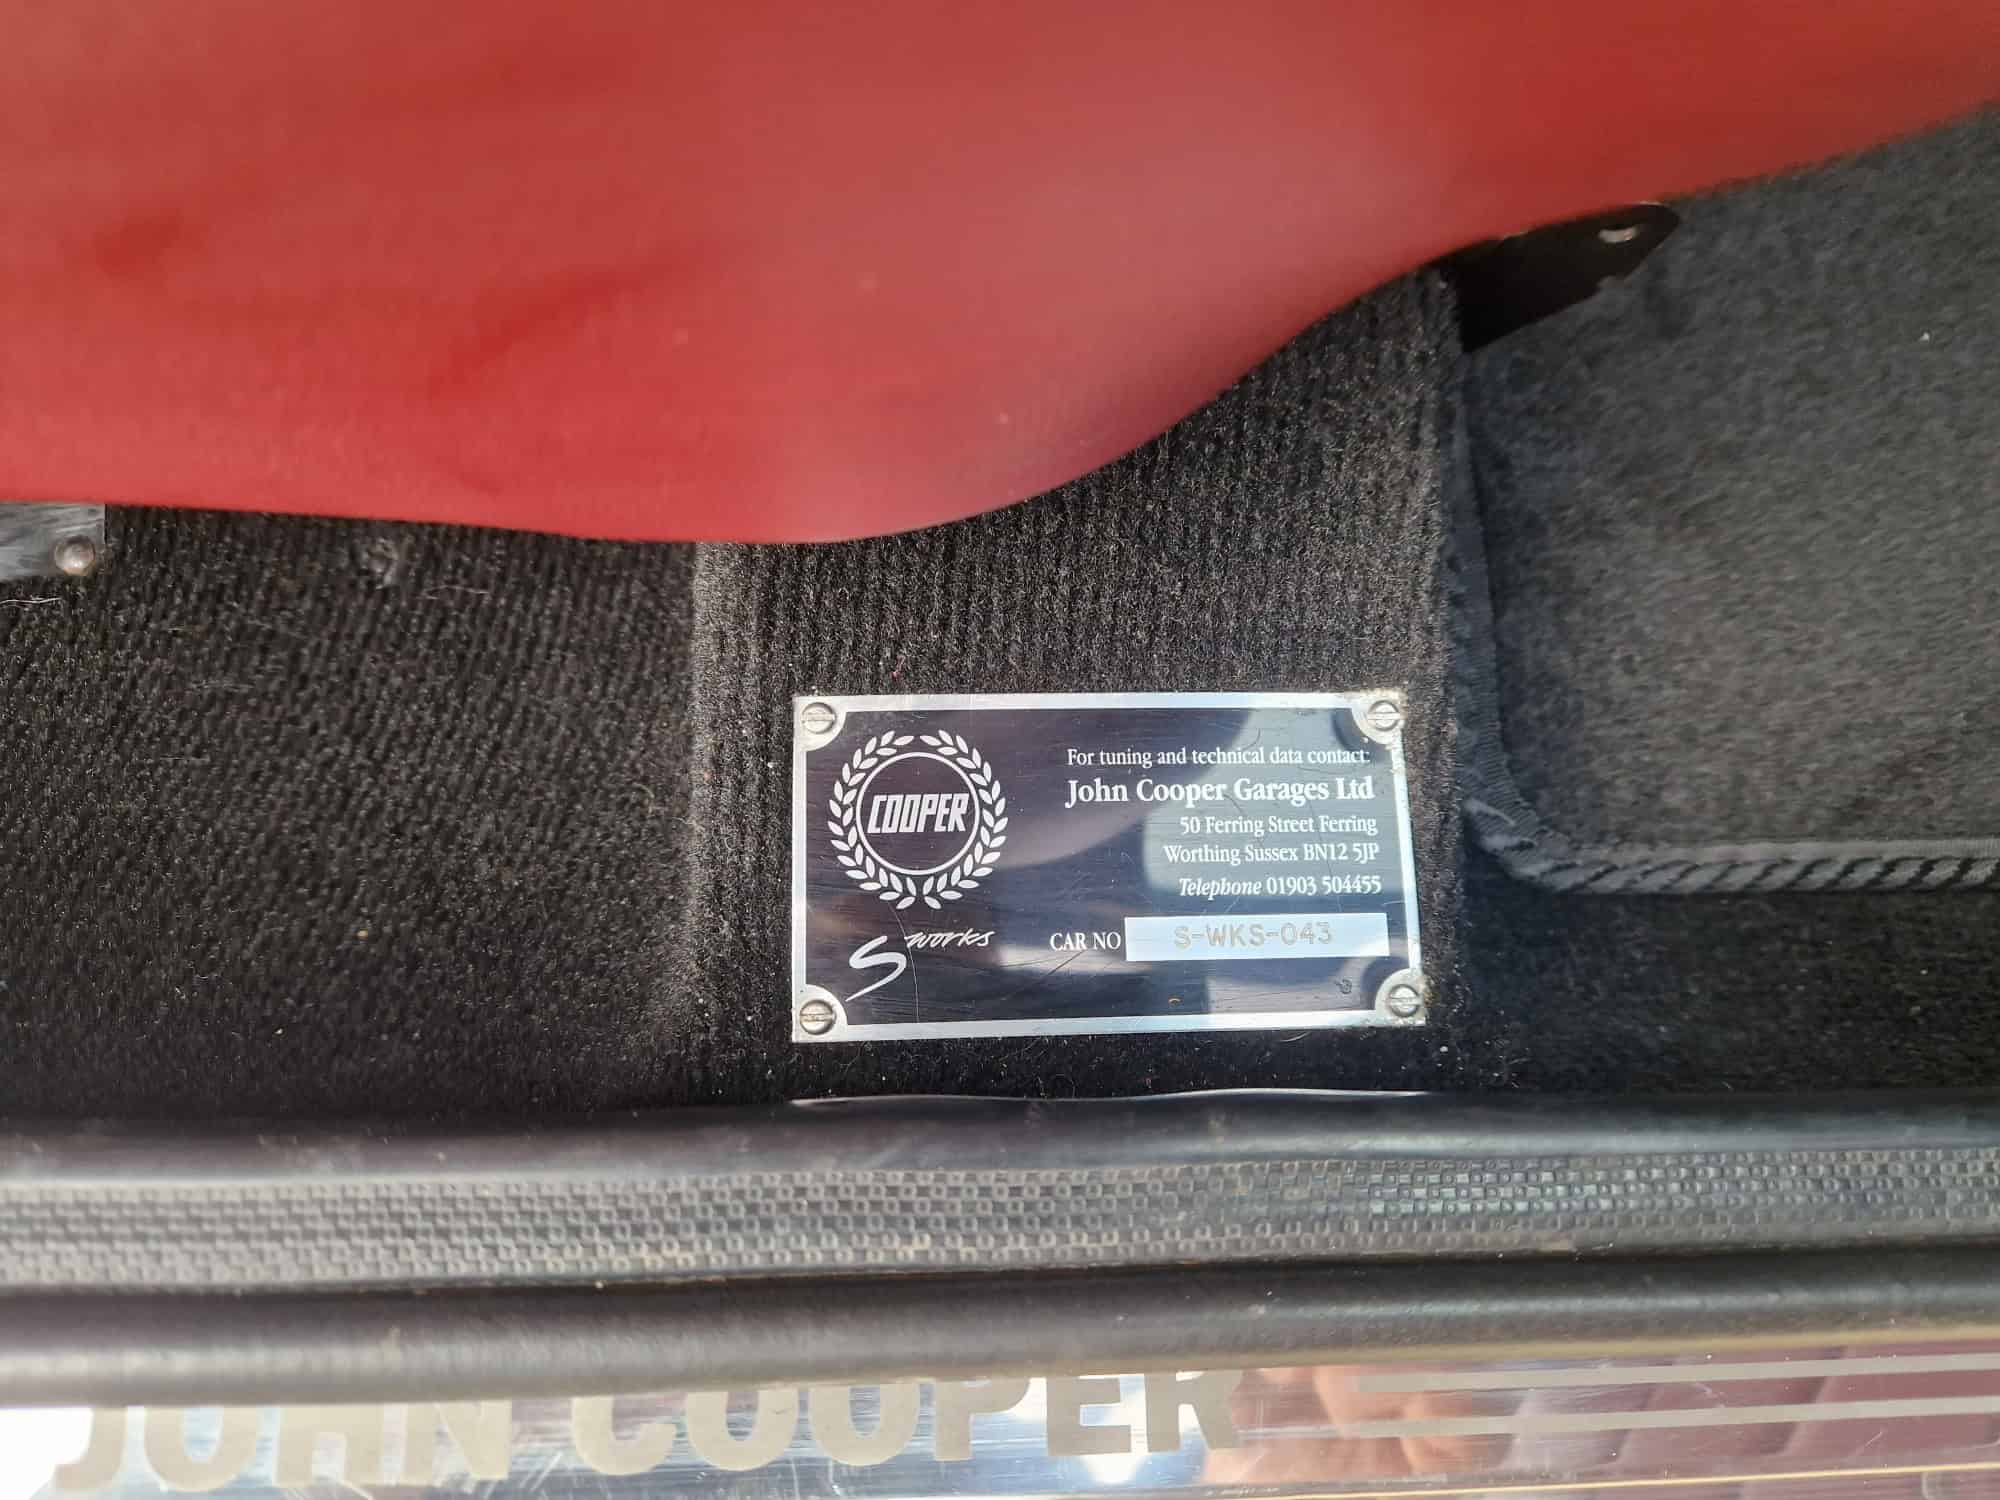 COOPER
S works
For tuning and technical data contact:
John Cooper Garages Ltd
50 Ferring Street Ferring
Worthing Sussex BN12 5JP
Telephone 01903 504455
CAR NO S-WKS-043
JOHN COOPER